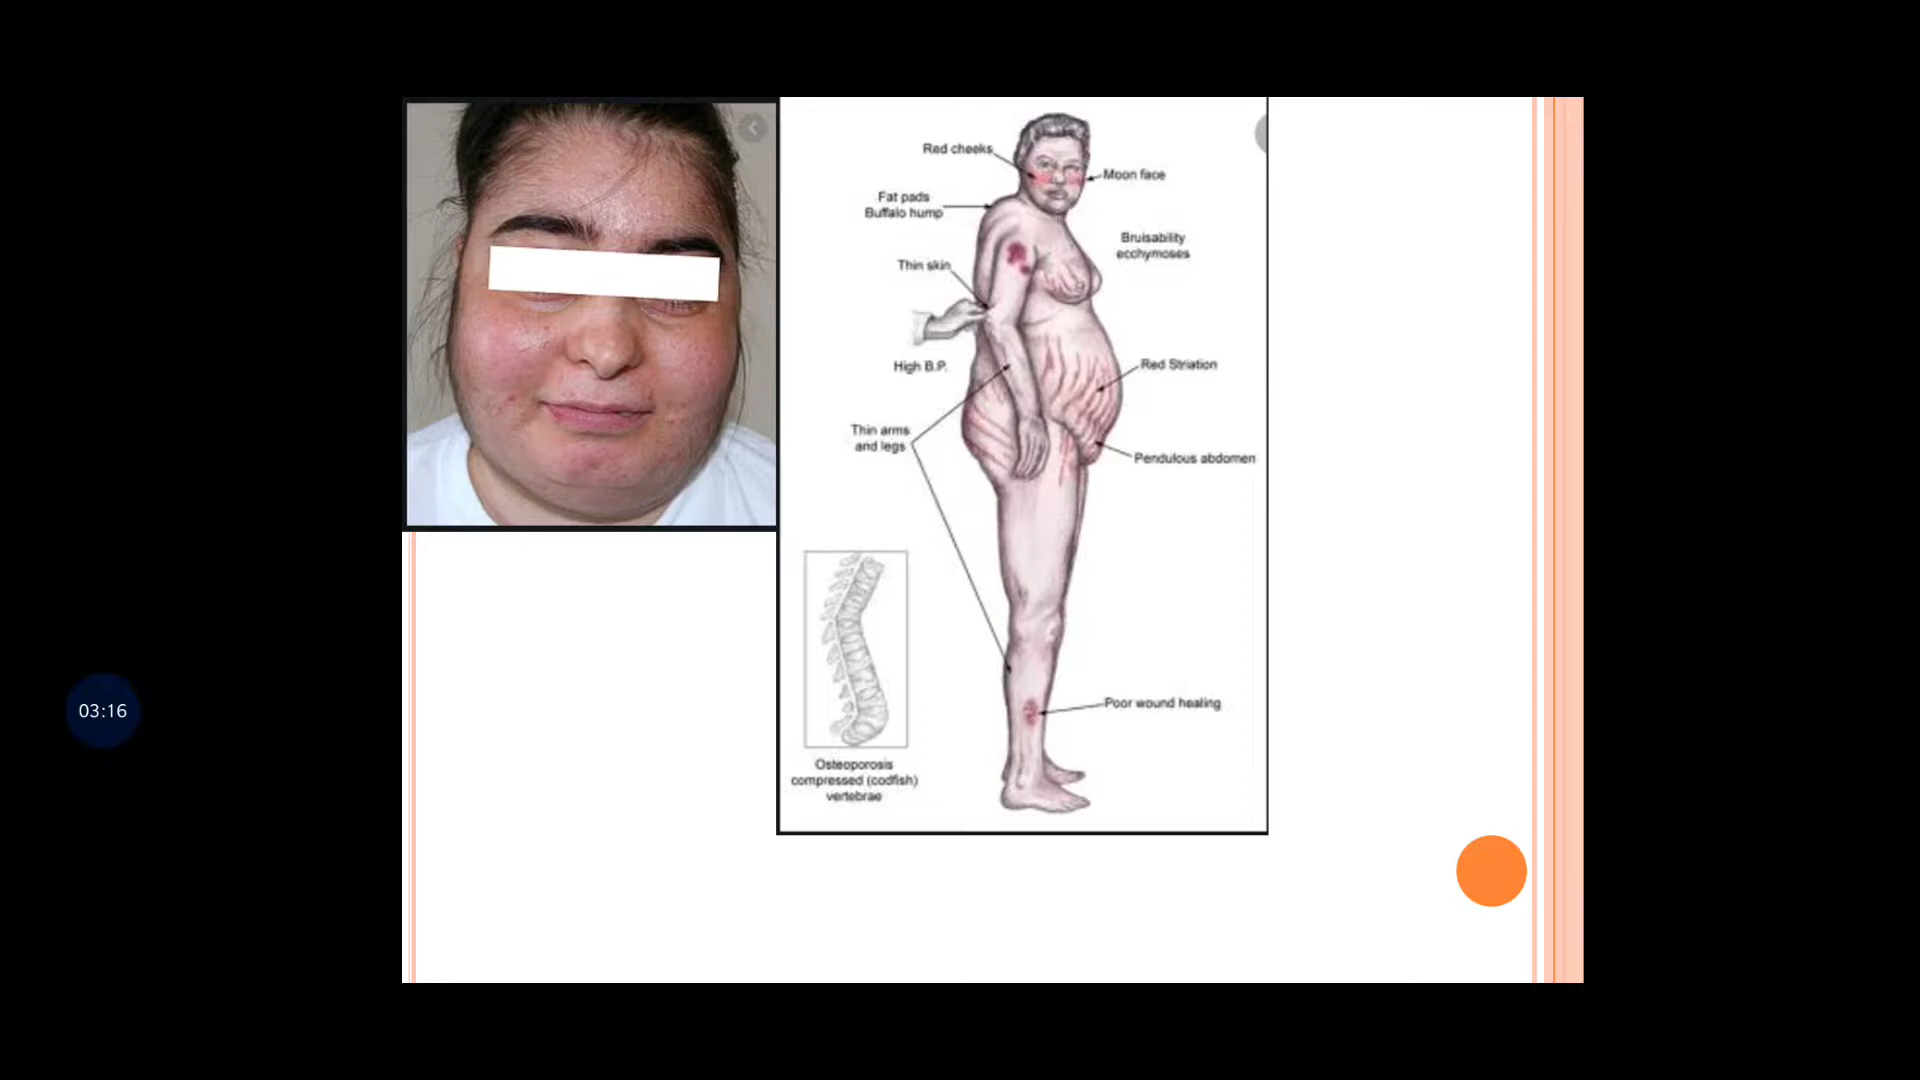 Red cheeks
Moon face
Fat pads
Buffalo hump
Bruisability
ecchymoses
Thin skin
High B.P.
Red Striation
Thin arms
and legs
Pendulous abdomen
Poor wound healing
Osteoporosis
compressed (codfish)
vertebrae
03:16